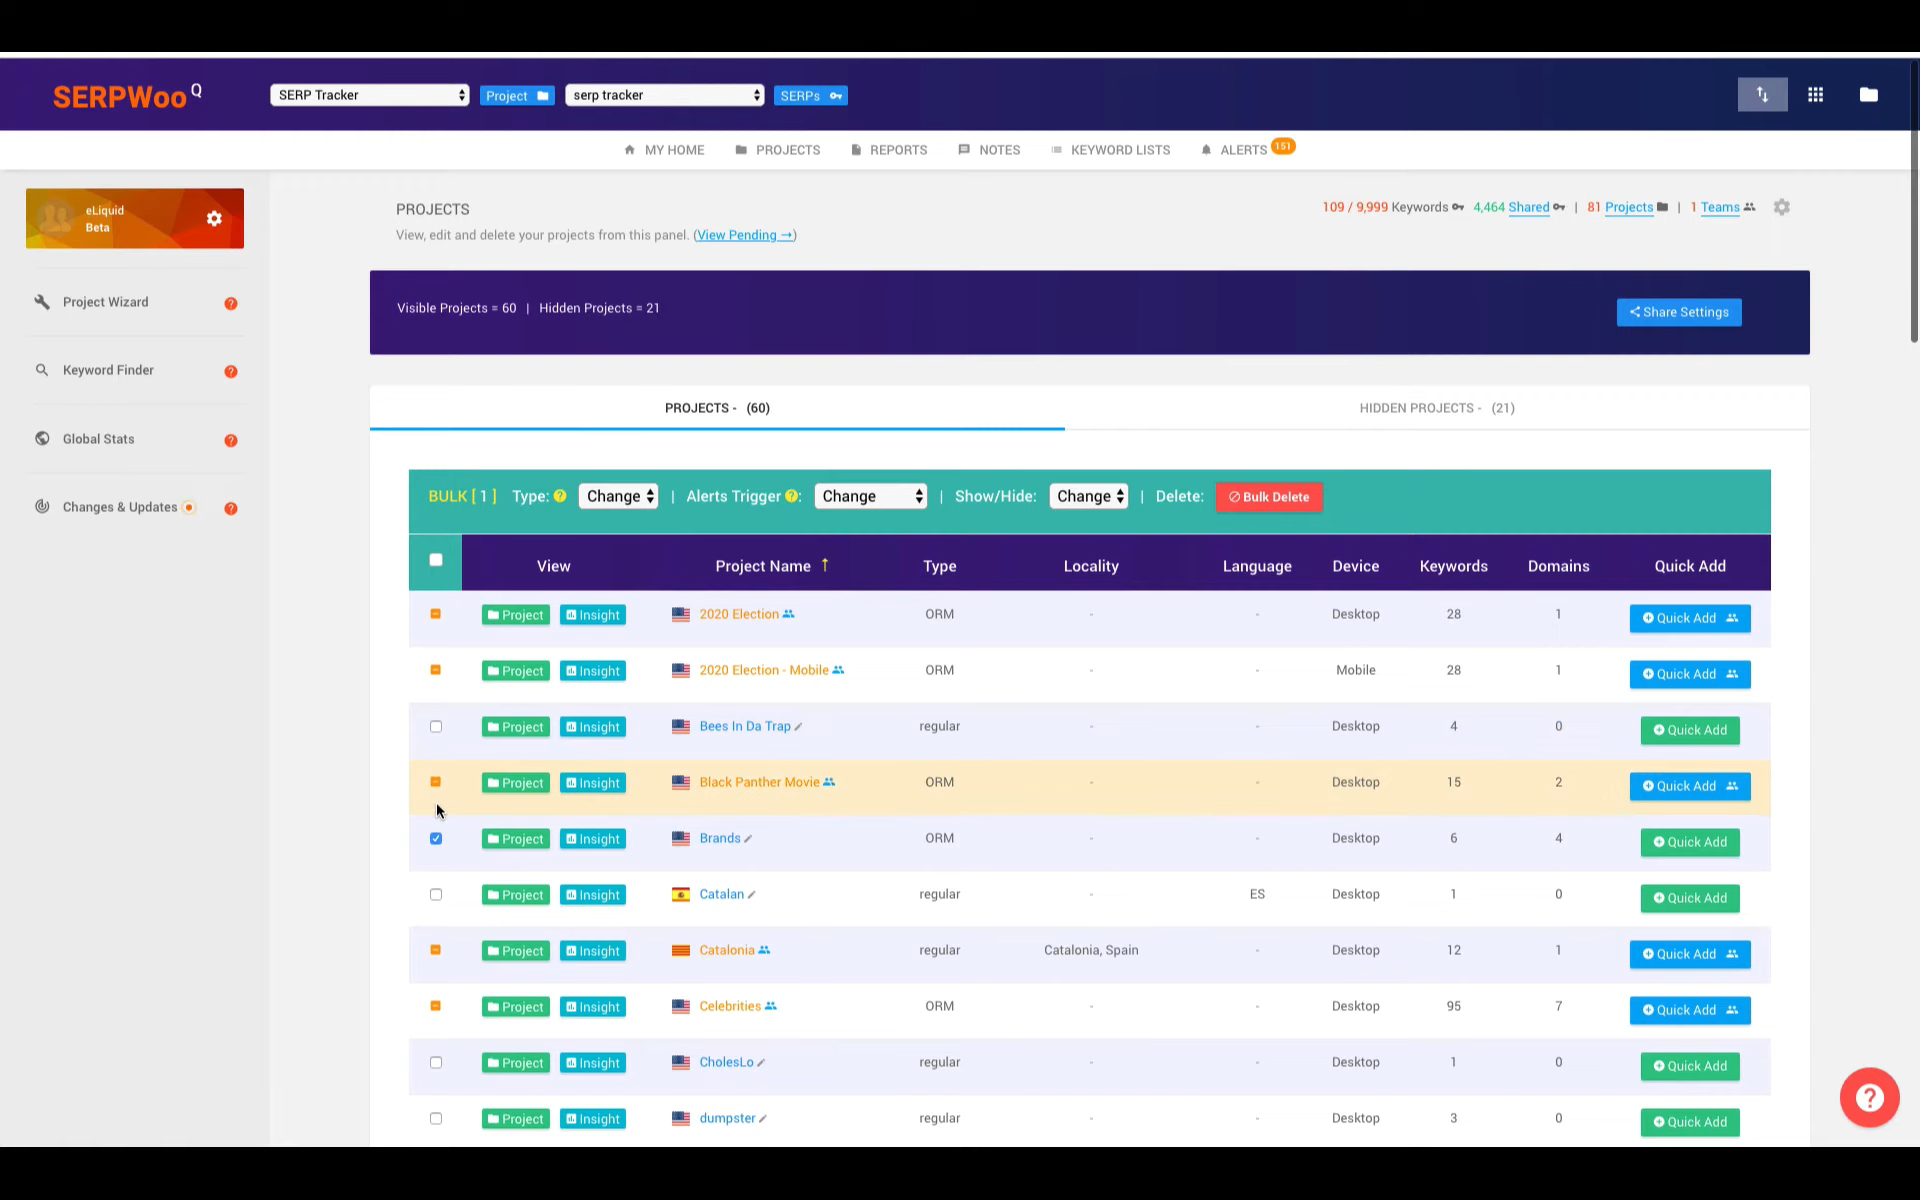 SERPWoo Q
SERP Tracker Project serp tracker SERPs
MY HOME PROJECTS REPORTS NOTES KEYWORD LISTS ALERTS 151
eLiquid
Beta
Project Wizard ?
Keyword Finder ?
Global Stats ?
Changes & Updates ?
PROJECTS
109 / 9,999 Keywords 4,464 Shared | 81 Projects | 1 Teams
View, edit and delete your projects from this panel. (View Pending →)
Visible Projects = 60 | Hidden Projects = 21
Share Settings
PROJECTS - (60) HIDDEN PROJECTS - (21)
BULK [ 1 ] Type: ? Change | Alerts Trigger ?: Change | Show/Hide: Change | Delete: Bulk Delete
View Project Name ↑ Type Locality Language Device Keywords Domains Quick Add
Project Insight 2020 Election ORM - - Desktop 28 1 Quick Add
Project Insight 2020 Election - Mobile ORM - - Mobile 28 1 Quick Add
Project Insight Bees In Da Trap regular - - Desktop 4 0 Quick Add
Project Insight Black Panther Movie ORM - - Desktop 15 2 Quick Add
Project Insight Brands ORM - - Desktop 6 4 Quick Add
Project Insight Catalan regular - ES Desktop 1 0 Quick Add
Project Insight Catalonia regular Catalonia, Spain - Desktop 12 1 Quick Add
Project Insight Celebrities ORM - - Desktop 95 7 Quick Add
Project Insight CholesLo regular - - Desktop 1 0 Quick Add
Project Insight dumpster regular - - Desktop 3 0 Quick Add
?